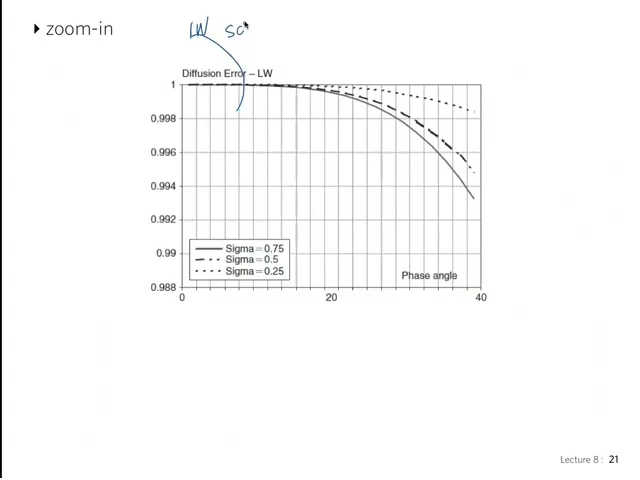 ▸ zoom-in
LW SC
Diffusion Error – LW
1
0.998
0.996
0.994
0.992
0.99
0.988
Sigma = 0.75
Sigma = 0.5
Sigma = 0.25
Phase angle
0 20 40
Lecture 8 : 21